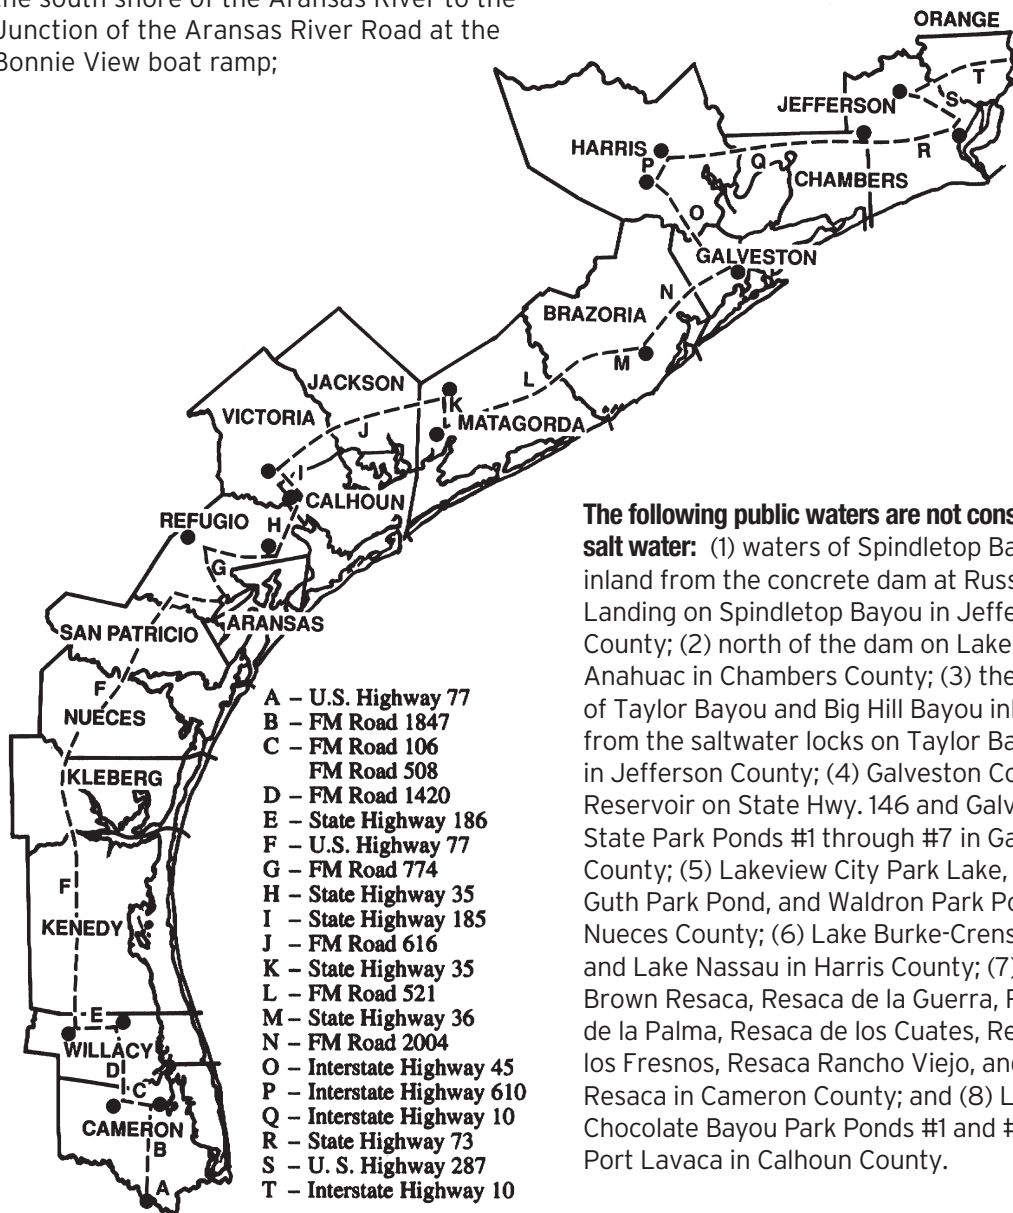 the south shore of the Aransas River to the
Junction of the Aransas River Road at the
Bonnie View boat ramp;
ORANGE
T
JEFFERSON
S
HARRIS
P
Q
R
CHAMBERS
O
GALVESTON
N
BRAZORIA
M
JACKSON
L
K
VICTORIA
J
MATAGORDA
I
CALHOUN
REFUGIO
H
G
ARANSAS
SAN PATRICIO
F
NUECES
KLEBERG
F
KENEDY
E
WILLACY
D
C
CAMERON
B
A
A – U.S. Highway 77
B – FM Road 1847
C – FM Road 106
FM Road 508
D – FM Road 1420
E – State Highway 186
F – U.S. Highway 77
G – FM Road 774
H – State Highway 35
I – State Highway 185
J – FM Road 616
K – State Highway 35
L – FM Road 521
M – State Highway 36
N – FM Road 2004
O – Interstate Highway 45
P – Interstate Highway 610
Q – Interstate Highway 10
R – State Highway 73
S – U. S. Highway 287
T – Interstate Highway 10
The following public waters are not cons
salt water: (1) waters of Spindletop Ba
inland from the concrete dam at Russ
Landing on Spindletop Bayou in Jeffe
County; (2) north of the dam on Lake
Anahuac in Chambers County; (3) the
of Taylor Bayou and Big Hill Bayou inl
from the saltwater locks on Taylor Ba
in Jefferson County; (4) Galveston Co
Reservoir on State Hwy. 146 and Galv
State Park Ponds #1 through #7 in Ga
County; (5) Lakeview City Park Lake,
Guth Park Pond, and Waldron Park Po
Nueces County; (6) Lake Burke-Crens
and Lake Nassau in Harris County; (7)
Brown Resaca, Resaca de la Guerra,
de la Palma, Resaca de los Cuates, Re
los Fresnos, Resaca Rancho Viejo, and
Resaca in Cameron County; and (8) L
Chocolate Bayou Park Ponds #1 and #
Port Lavaca in Calhoun County.